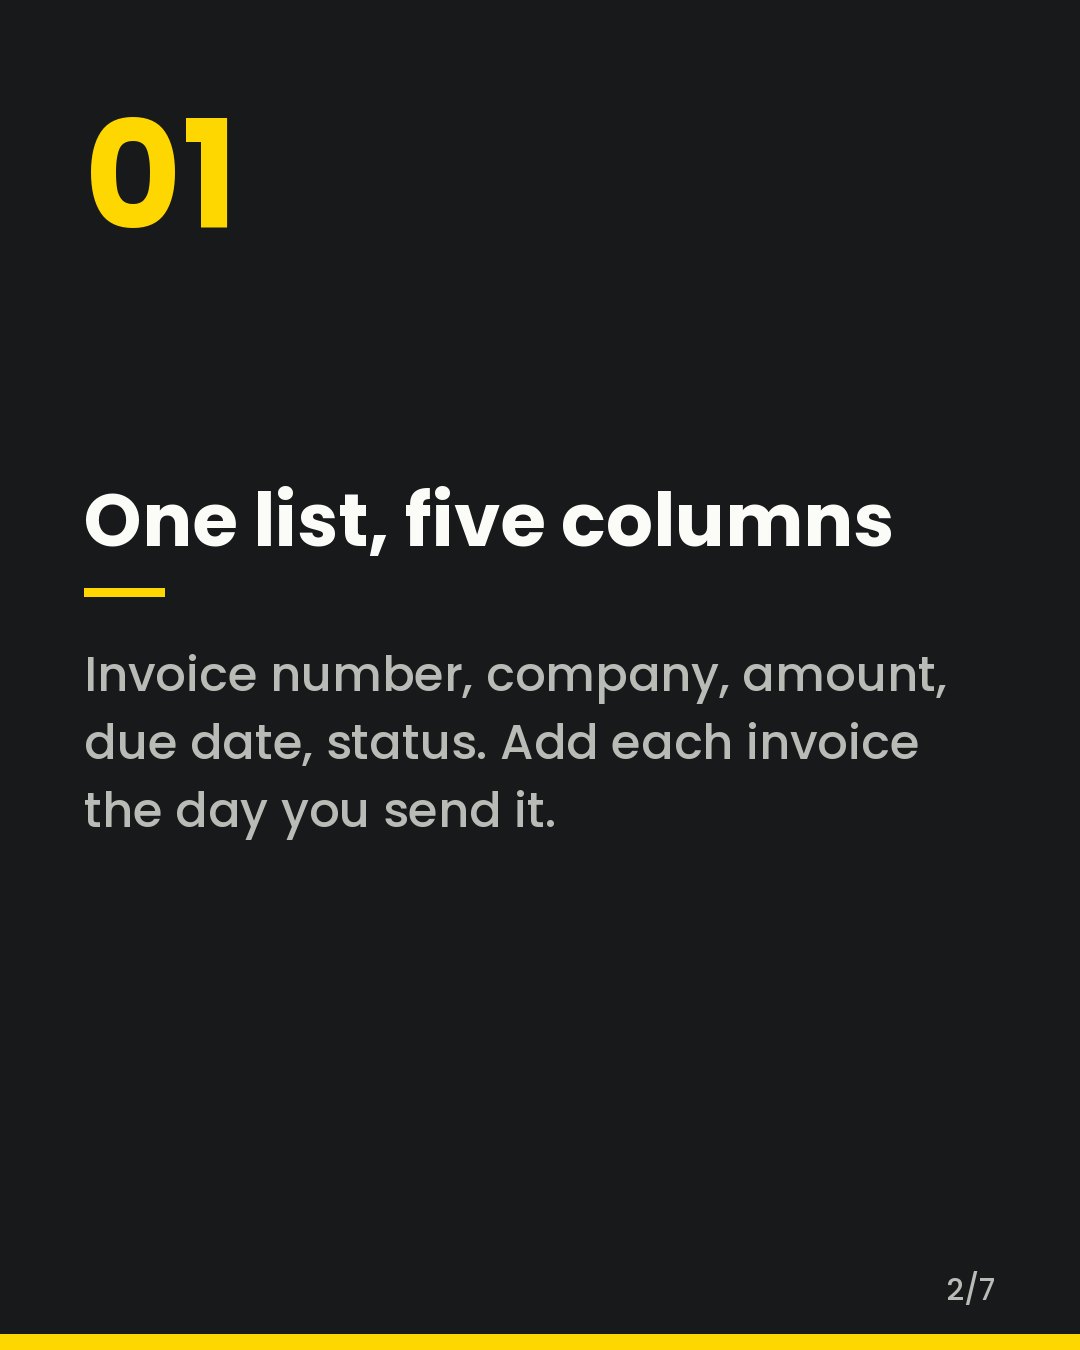 01
One list, five columns
Invoice number, company, amount,
due date, status. Add each invoice
the day you send it.
2/7